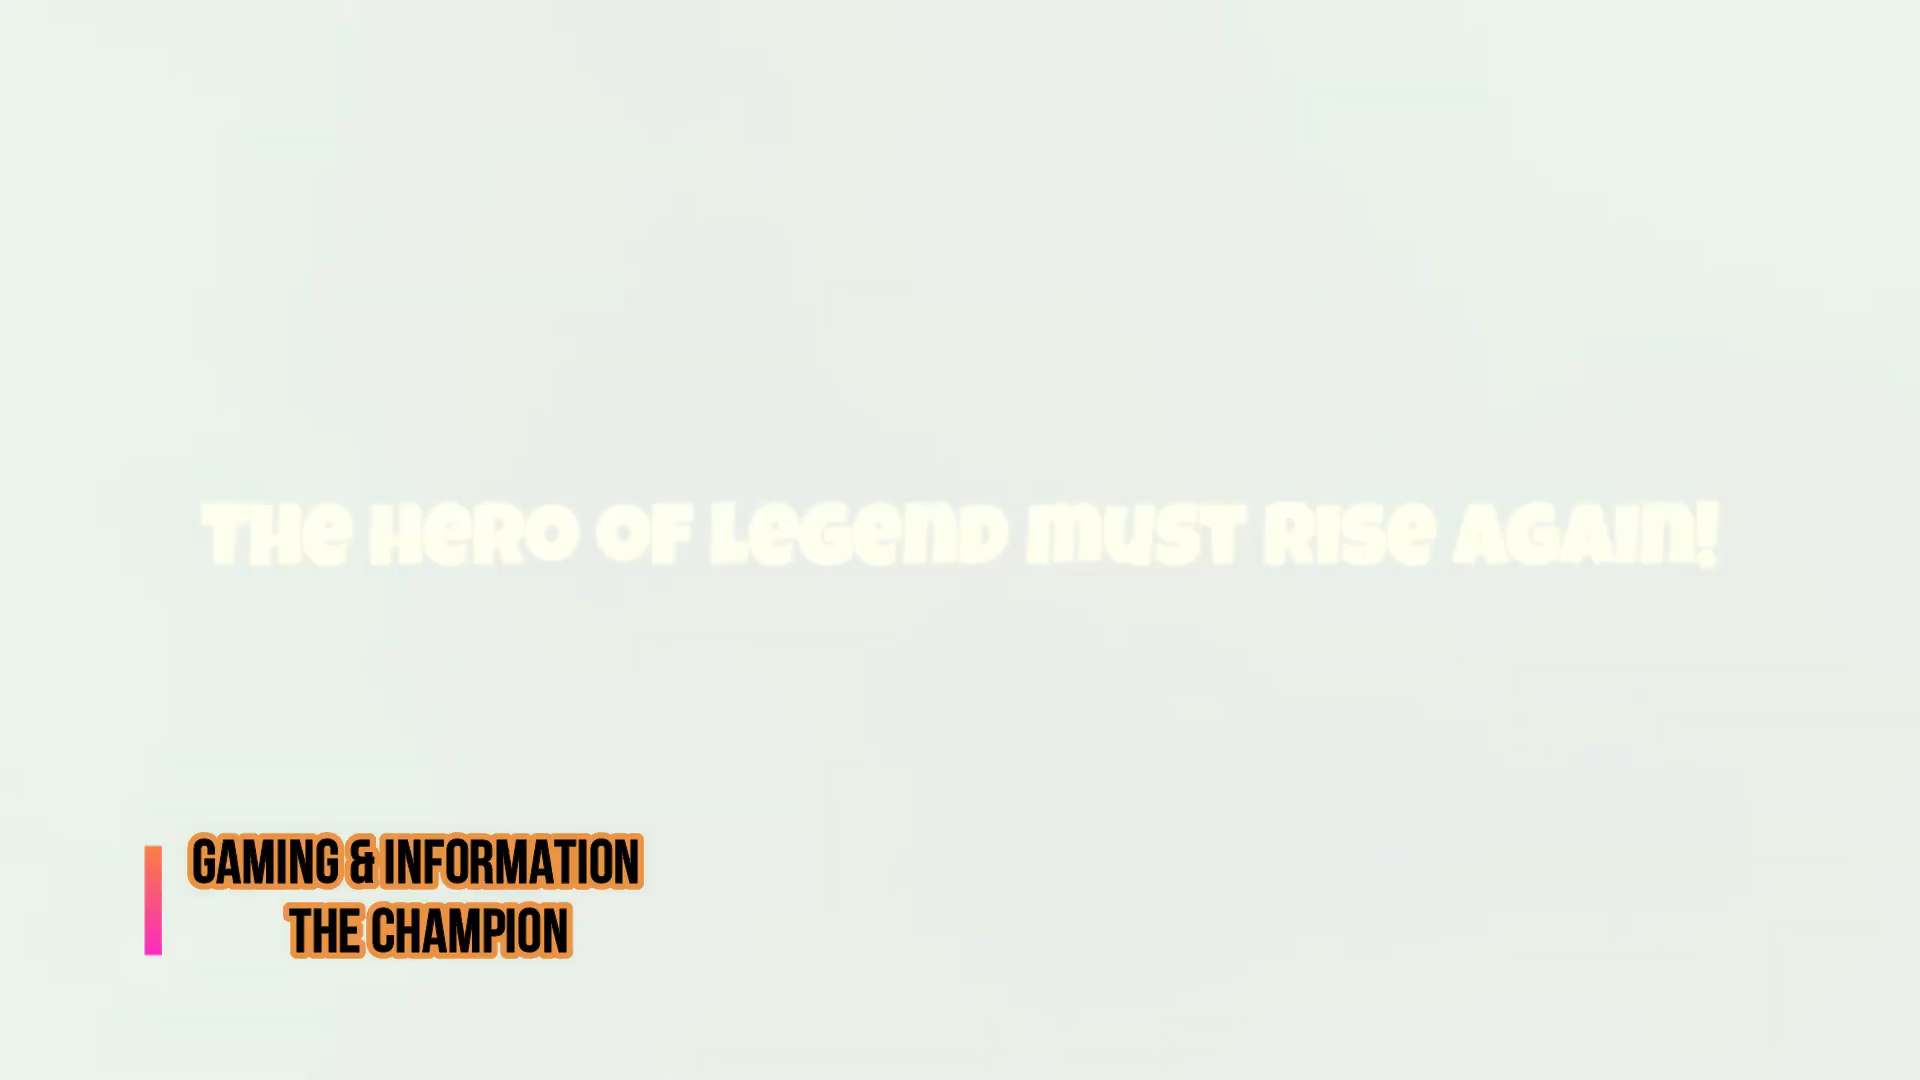 THE HERO OF LEGEND MUST RISE AGAIN!
GAMING & INFORMATION
THE CHAMPION